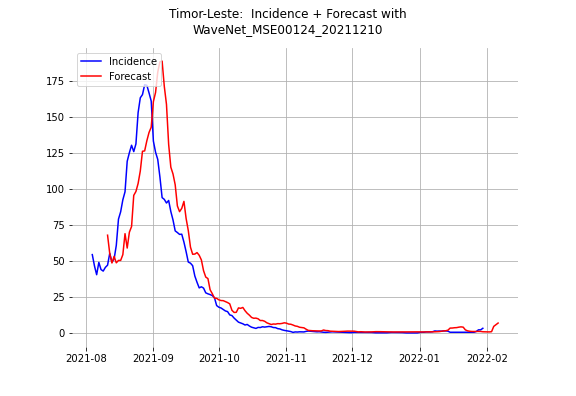 Timor-Leste:  Incidence + Forecast with
WaveNet_MSE00124_20211210
Incidence
Forecast
175
150
125
100
75
50
25
0
2021-08 2021-09 2021-10 2021-11 2021-12 2022-01 2022-02